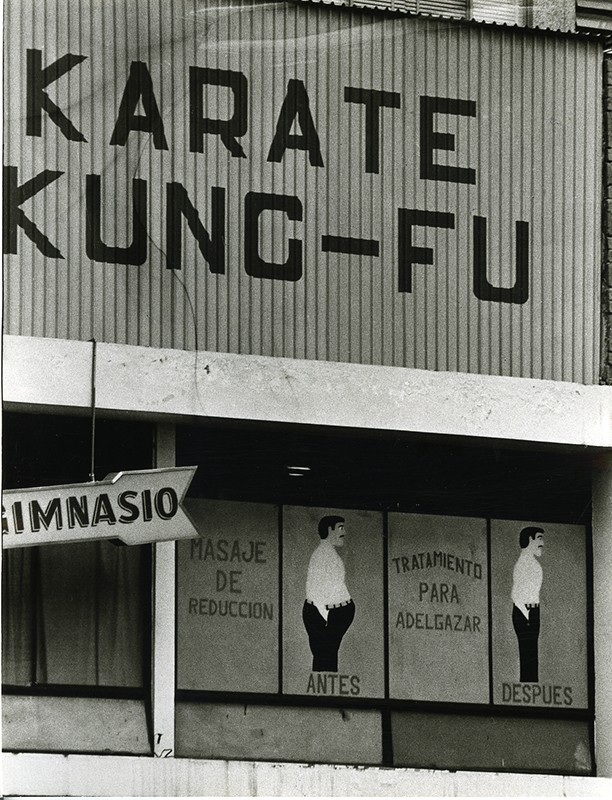 KARATE
KUNG-FU
GIMNASIO
MASAJE
DE
REDUCCION
ANTES
TRATAMIENTO
PARA
ADELGAZAR
DESPUES